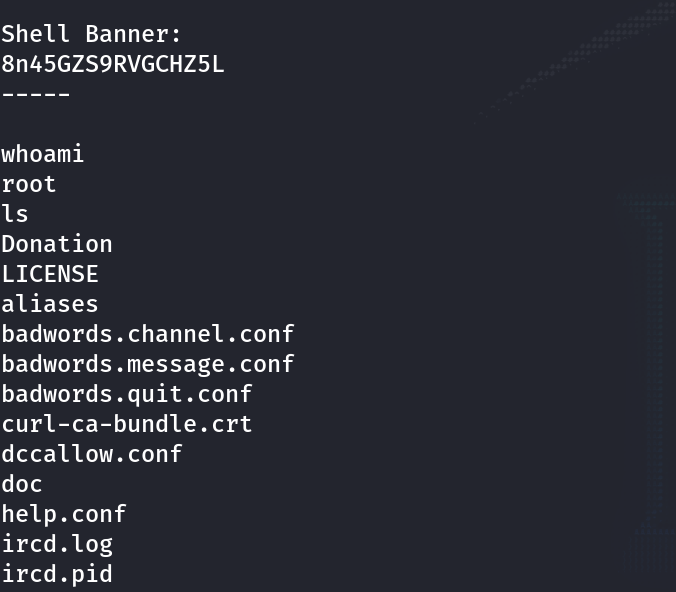 Shell Banner:
8n45GZS9RVGCHZ5L
-----
whoami
root
ls
Donation
LICENSE
aliases
badwords.channel.conf
badwords.message.conf
badwords.quit.conf
curl-ca-bundle.crt
dccallow.conf
doc
help.conf
ircd.log
ircd.pid